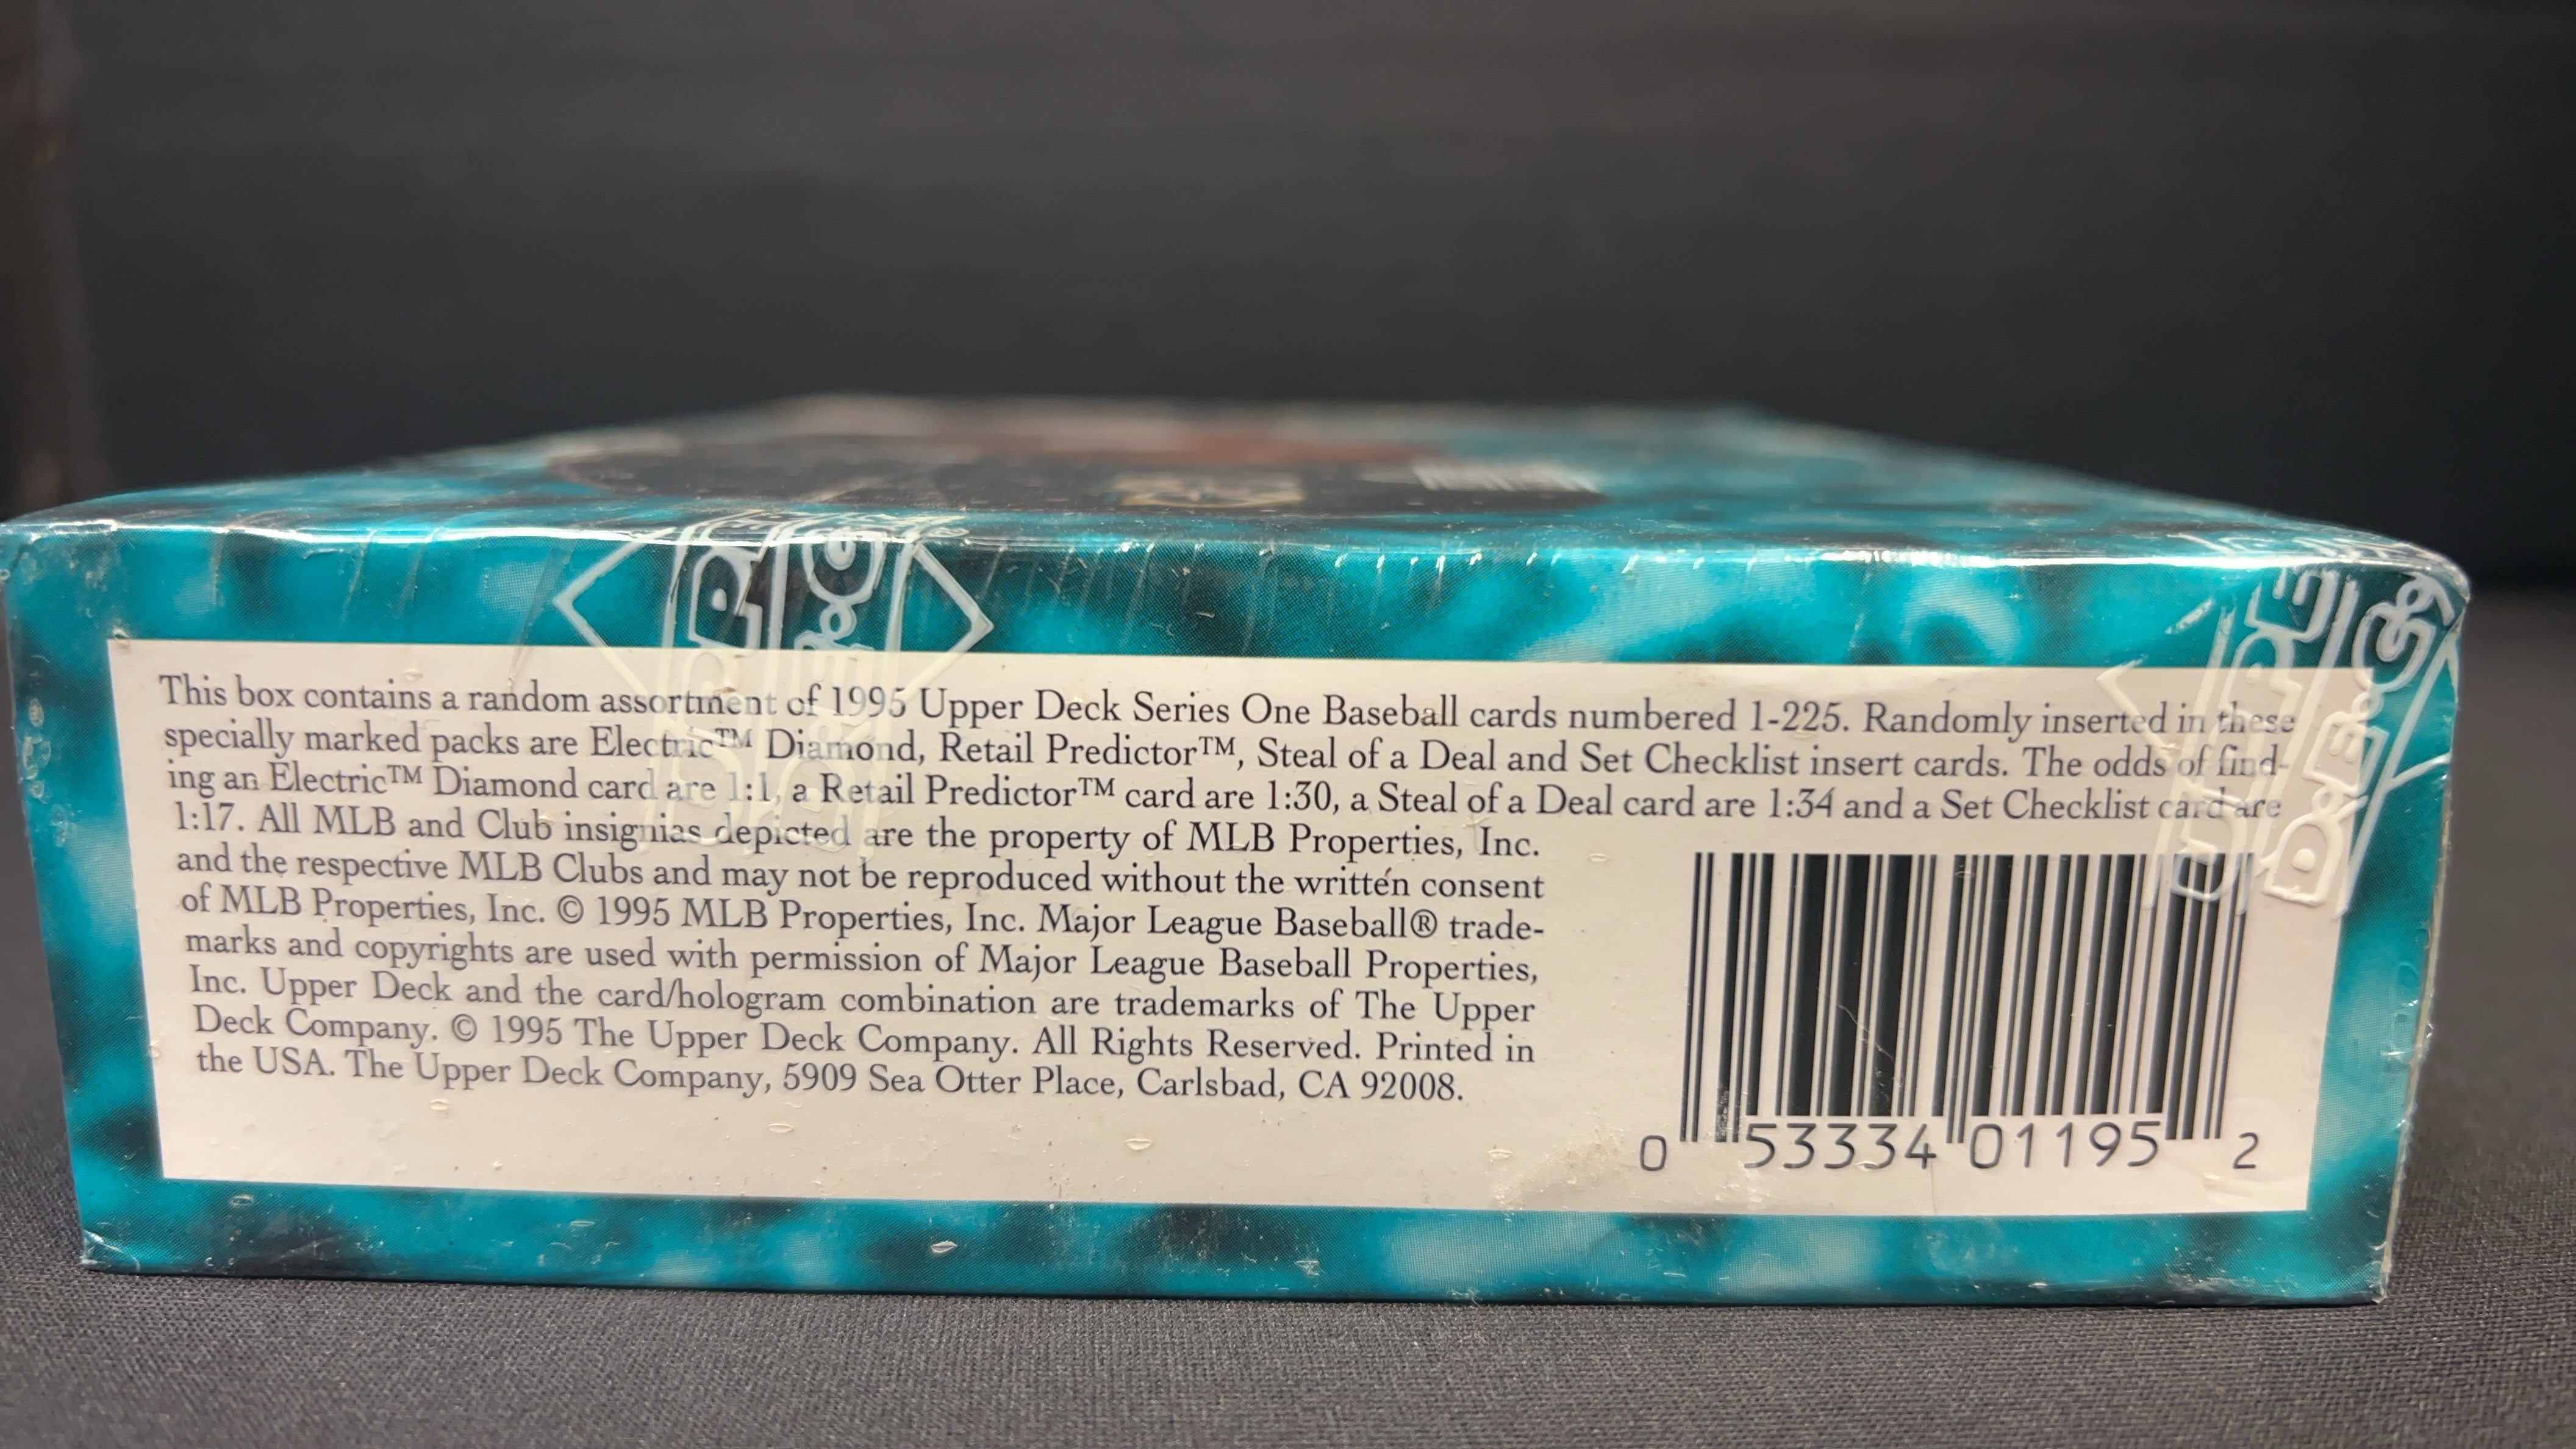 This box contains a random assortment of 1995 Upper Deck Series One Baseball cards numbered 1-225. Randomly inserted in these
specially marked packs are Electric™ Diamond, Retail Predictor™, Steal of a Deal and Set Checklist insert cards. The odds of find-
ing an Electric™ Diamond card are 1:1, a Retail Predictor™ card are 1:30, a Steal of a Deal card are 1:34 and a Set Checklist card are
1:17. All MLB and Club insignias depicted are the property of MLB Properties, Inc.
and the respective MLB Clubs and may not be reproduced without the written consent
of MLB Properties, Inc. © 1995 MLB Properties, Inc. Major League Baseball® trade-
marks and copyrights are used with permission of Major League Baseball Properties,
Inc. Upper Deck and the card/hologram combination are trademarks of The Upper
Deck Company. © 1995 The Upper Deck Company. All Rights Reserved. Printed in
the USA. The Upper Deck Company, 5909 Sea Otter Place, Carlsbad, CA 92008.
0 53334 01195 2